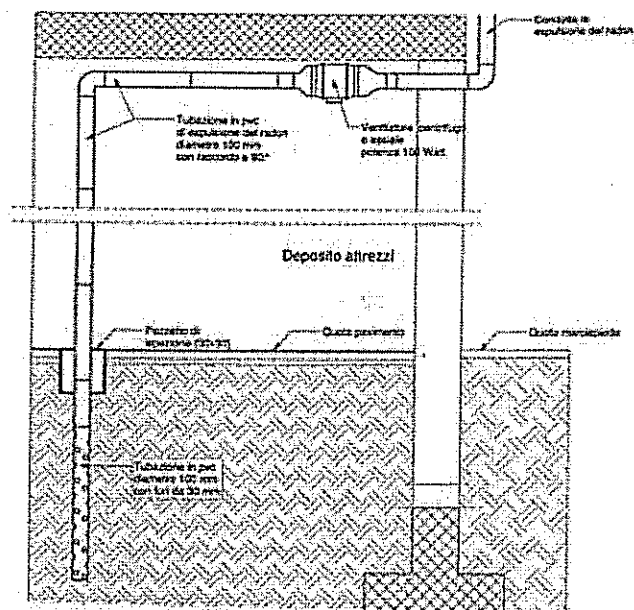 Condotta di
espulsione del radon
Tubazione in pvc
di espulsione del radon
diametro 100 mm
con raccordo a 90°
Ventilatore centrifugo
o assiale
potenza 100 Watt
Deposito attrezzi
Pozzetto di
ispezione
Quota pavimento
Quota marciapiede
Tubazione in pvc
diametro 100 mm
con fori da 30 mm